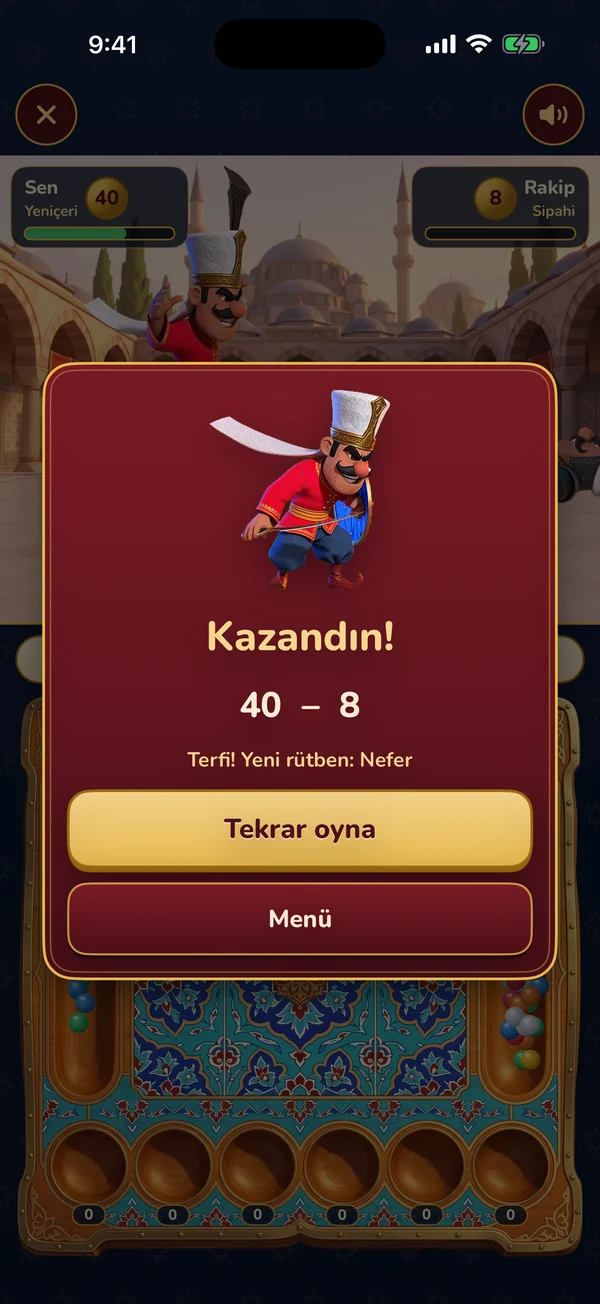 9:41
Sen
Yeniçeri
40
8
Rakip
Sipahi
Kazandın!
40 – 8
Terfi! Yeni rütben: Nefer
Tekrar oyna
Menü
0 0 0 0 0 0